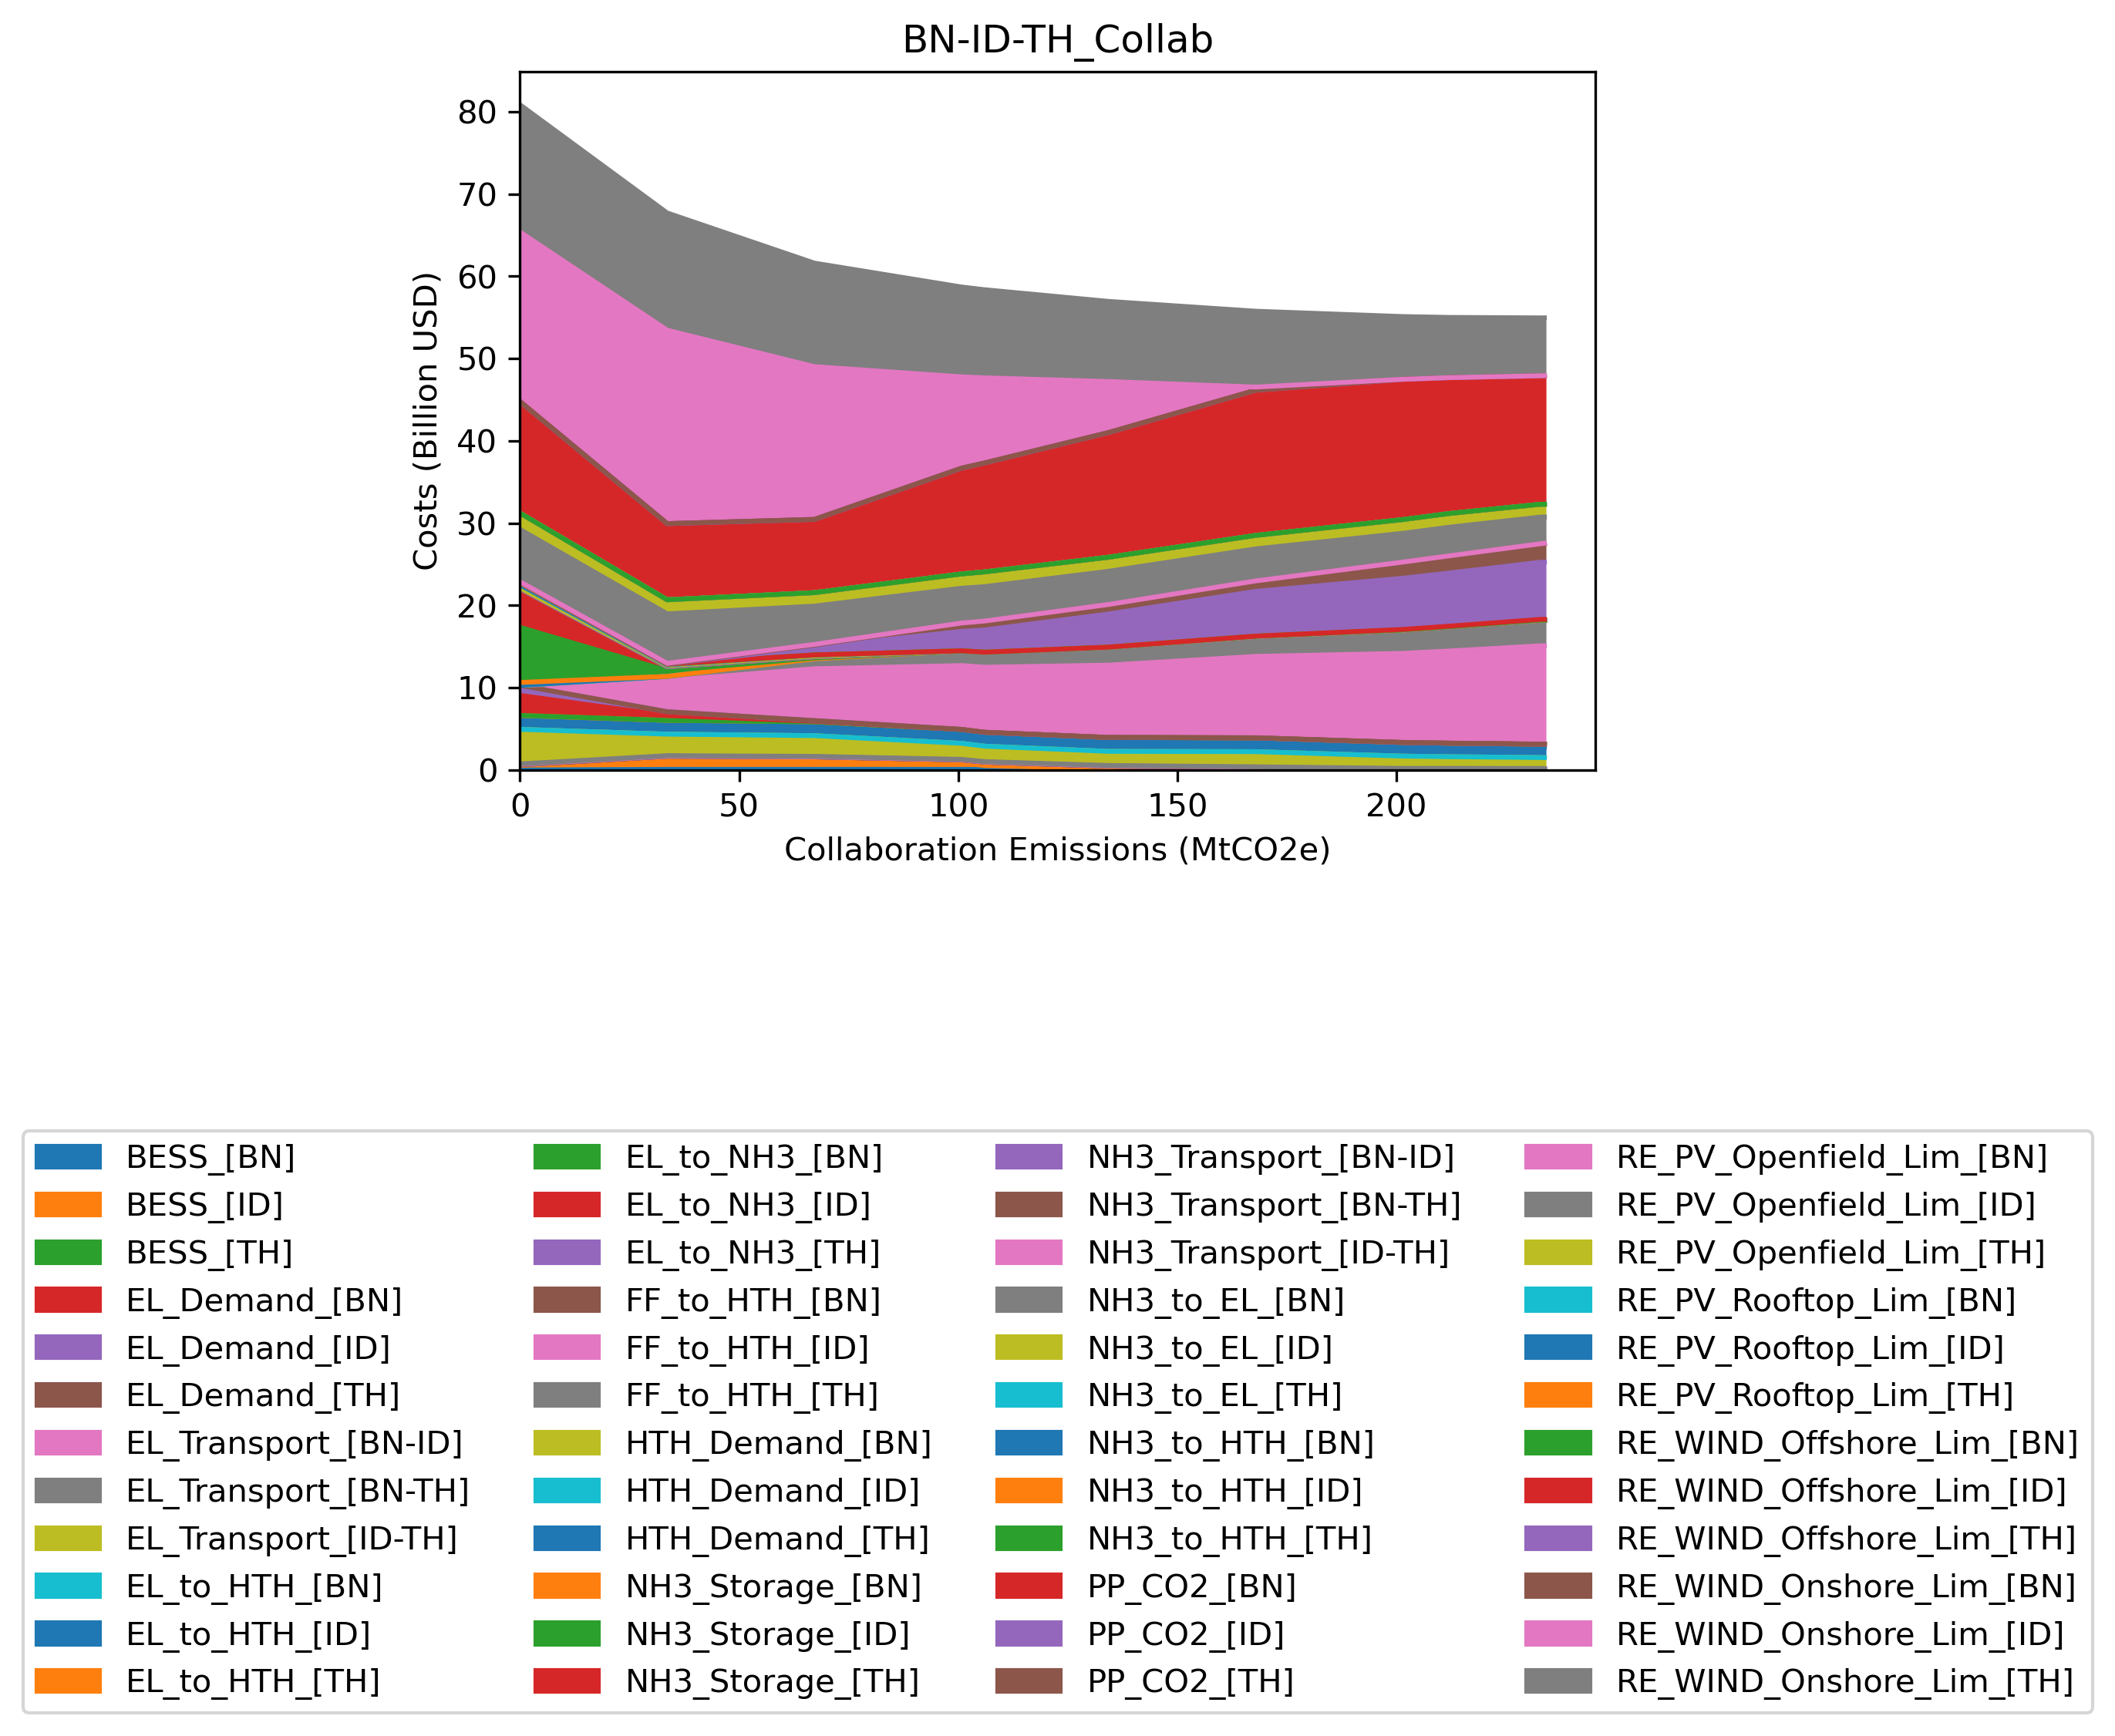 BN-ID-TH_Collab
80
70
60
50
40
30
20
10
0
Costs (Billion USD)
0 50 100 150 200
Collaboration Emissions (MtCO2e)
BESS_[BN]
BESS_[ID]
BESS_[TH]
EL_Demand_[BN]
EL_Demand_[ID]
EL_Demand_[TH]
EL_Transport_[BN-ID]
EL_Transport_[BN-TH]
EL_Transport_[ID-TH]
EL_to_HTH_[BN]
EL_to_HTH_[ID]
EL_to_HTH_[TH]
EL_to_NH3_[BN]
EL_to_NH3_[ID]
EL_to_NH3_[TH]
FF_to_HTH_[BN]
FF_to_HTH_[ID]
FF_to_HTH_[TH]
HTH_Demand_[BN]
HTH_Demand_[ID]
HTH_Demand_[TH]
NH3_Storage_[BN]
NH3_Storage_[ID]
NH3_Storage_[TH]
NH3_Transport_[BN-ID]
NH3_Transport_[BN-TH]
NH3_Transport_[ID-TH]
NH3_to_EL_[BN]
NH3_to_EL_[ID]
NH3_to_EL_[TH]
NH3_to_HTH_[BN]
NH3_to_HTH_[ID]
NH3_to_HTH_[TH]
PP_CO2_[BN]
PP_CO2_[ID]
PP_CO2_[TH]
RE_PV_Openfield_Lim_[BN]
RE_PV_Openfield_Lim_[ID]
RE_PV_Openfield_Lim_[TH]
RE_PV_Rooftop_Lim_[BN]
RE_PV_Rooftop_Lim_[ID]
RE_PV_Rooftop_Lim_[TH]
RE_WIND_Offshore_Lim_[BN]
RE_WIND_Offshore_Lim_[ID]
RE_WIND_Offshore_Lim_[TH]
RE_WIND_Onshore_Lim_[BN]
RE_WIND_Onshore_Lim_[ID]
RE_WIND_Onshore_Lim_[TH]